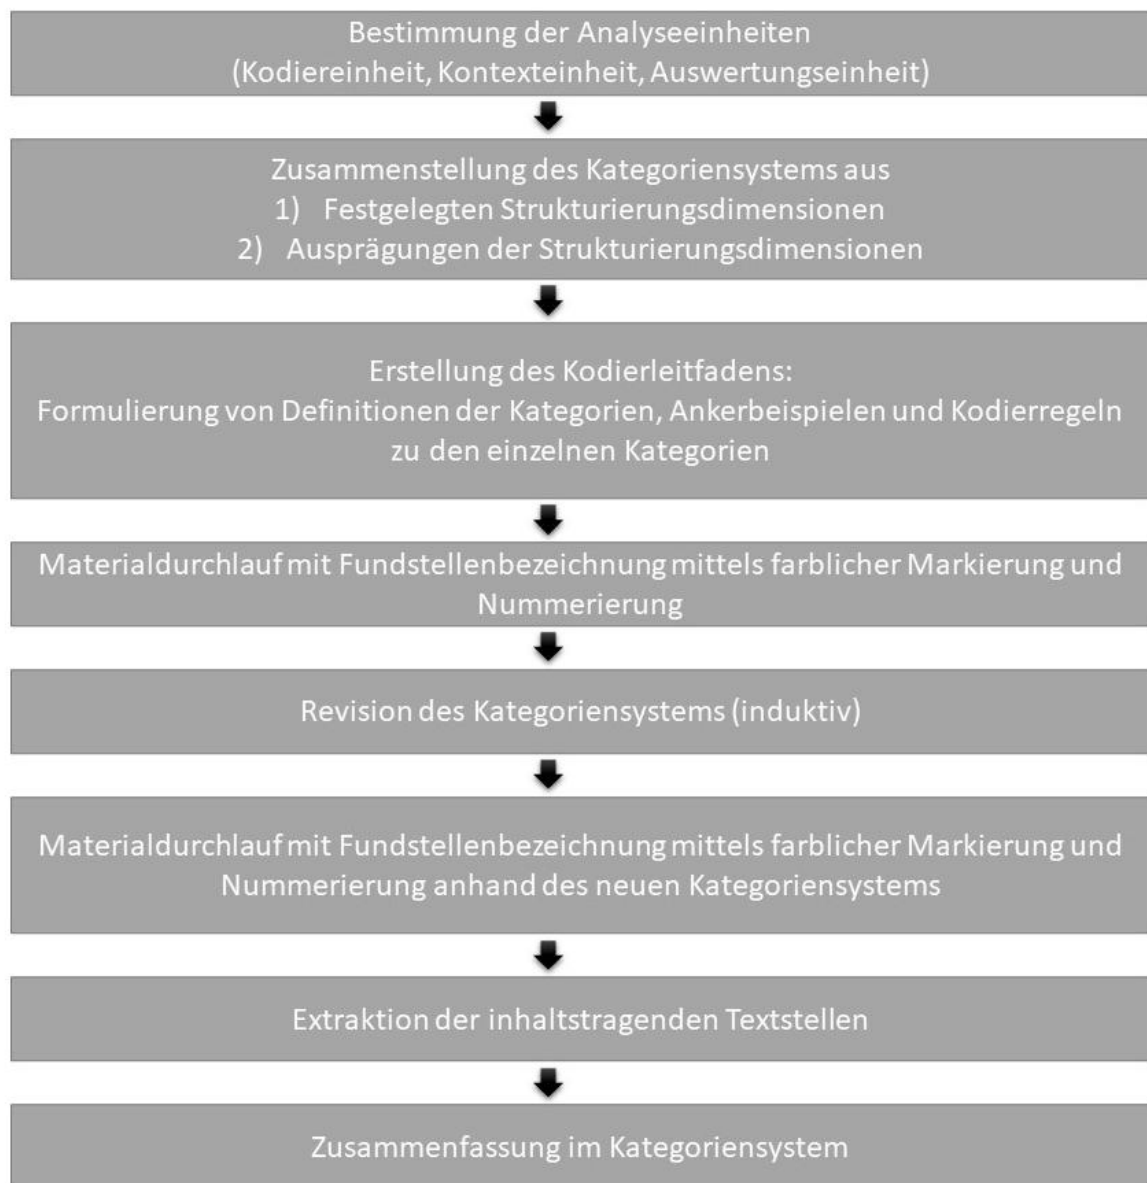 Bestimmung der Analyseeinheiten
(Kodiereinheit, Kontexteinheit, Auswertungseinheit)
Zusammenstellung des Kategoriensystems aus
1) Festgelegten Strukturierungsdimensionen
2) Ausprägungen der Strukturierungsdimensionen
Erstellung des Kodierleitfadens:
Formulierung von Definitionen der Kategorien, Ankerbeispielen und Kodierregeln
zu den einzelnen Kategorien
Materialdurchlauf mit Fundstellenbezeichnung mittels farblicher Markierung und
Nummerierung
Revision des Kategoriensystems (induktiv)
Materialdurchlauf mit Fundstellenbezeichnung mittels farblicher Markierung und
Nummerierung anhand des neuen Kategoriensystems
Extraktion der inhaltstragenden Textstellen
Zusammenfassung im Kategoriensystem